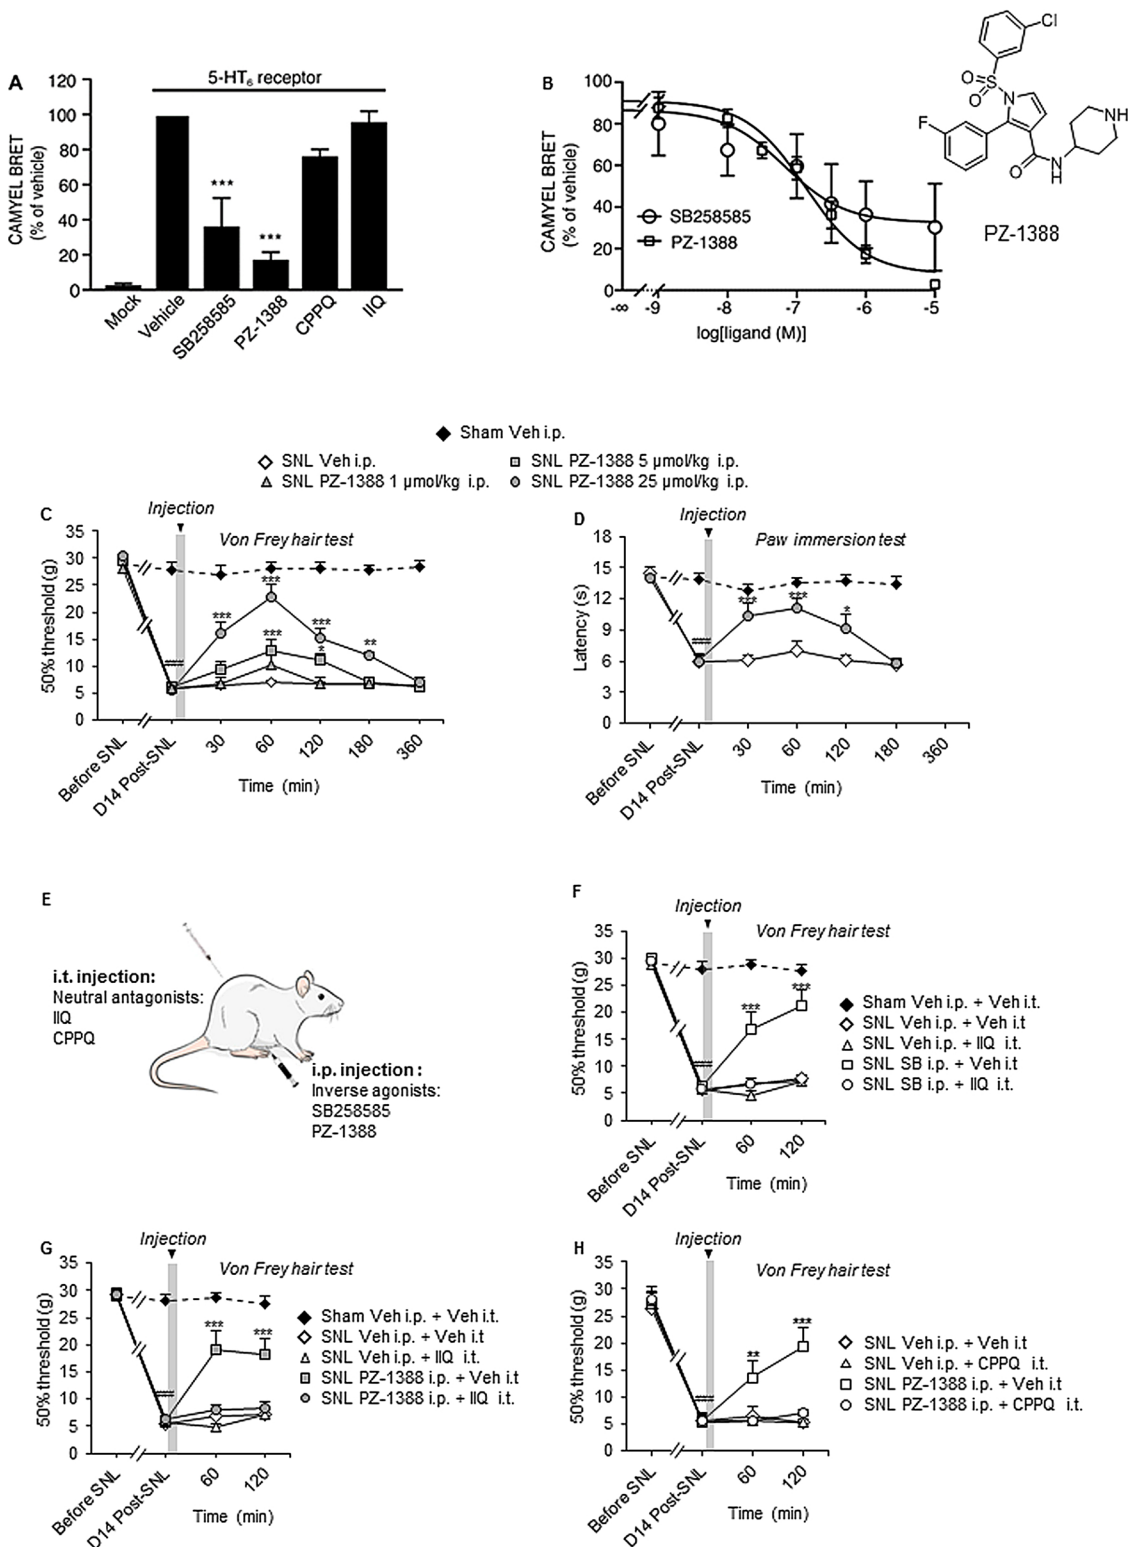 A
120
100
80
60
40
20
0
CAMYEL BRET
(% of vehicle)
5-HT6 receptor
***
***
Mock
Vehicle
SB258585
PZ-1388
CPPQ
IIQ
B
100
80
60
40
20
0
CAMYEL BRET
(% of vehicle)
SB258585
PZ-1388
-∞ -9 -8 -7 -6 -5
log[ligand (M)]
Cl
O
S
O
N
F
O
N
H
NH
PZ-1388
Sham Veh i.p.
SNL Veh i.p.
SNL PZ-1388 5 µmol/kg i.p.
SNL PZ-1388 1 µmol/kg i.p.
SNL PZ-1388 25 µmol/kg i.p.
C
Injection
Von Frey hair test
35
30
25
20
15
10
5
0
50% threshold (g)
***
***
***
***
*
**
Before SNL
D14 Post-SNL
30
60
120
180
360
Time (min)
D
Injection
Paw immersion test
18
15
12
9
6
3
0
Latency (s)
***
***
*
Before SNL
D14 Post-SNL
30
60
120
180
360
Time (min)
E
i.t. injection:
Neutral antagonists:
IIQ
CPPQ
i.p. injection :
Inverse agonists:
SB258585
PZ-1388
F
Injection
Von Frey hair test
35
30
25
20
15
10
5
0
50% threshold (g)
***
***
Before SNL
D14 Post-SNL
60
120
Time (min)
Sham Veh i.p. + Veh i.t.
SNL Veh i.p. + Veh i.t
SNL Veh i.p. + IIQ i.t.
SNL SB i.p. + Veh i.t
SNL SB i.p. + IIQ i.t.
G
Injection
Von Frey hair test
35
30
25
20
15
10
5
0
50% threshold (g)
***
***
Before SNL
D14 Post-SNL
60
120
Time (min)
Sham Veh i.p. + Veh i.t.
SNL Veh i.p. + Veh i.t
SNL Veh i.p. + IIQ i.t.
SNL PZ-1388 i.p. + Veh i.t
SNL PZ-1388 i.p. + IIQ i.t.
H
Injection
Von Frey hair test
35
30
25
20
15
10
5
0
50% threshold (g)
**
***
Before SNL
D14 Post-SNL
60
120
Time (min)
SNL Veh i.p. + Veh i.t
SNL Veh i.p. + CPPQ i.t.
SNL PZ-1388 i.p. + Veh i.t
SNL PZ-1388 i.p. + CPPQ i.t.